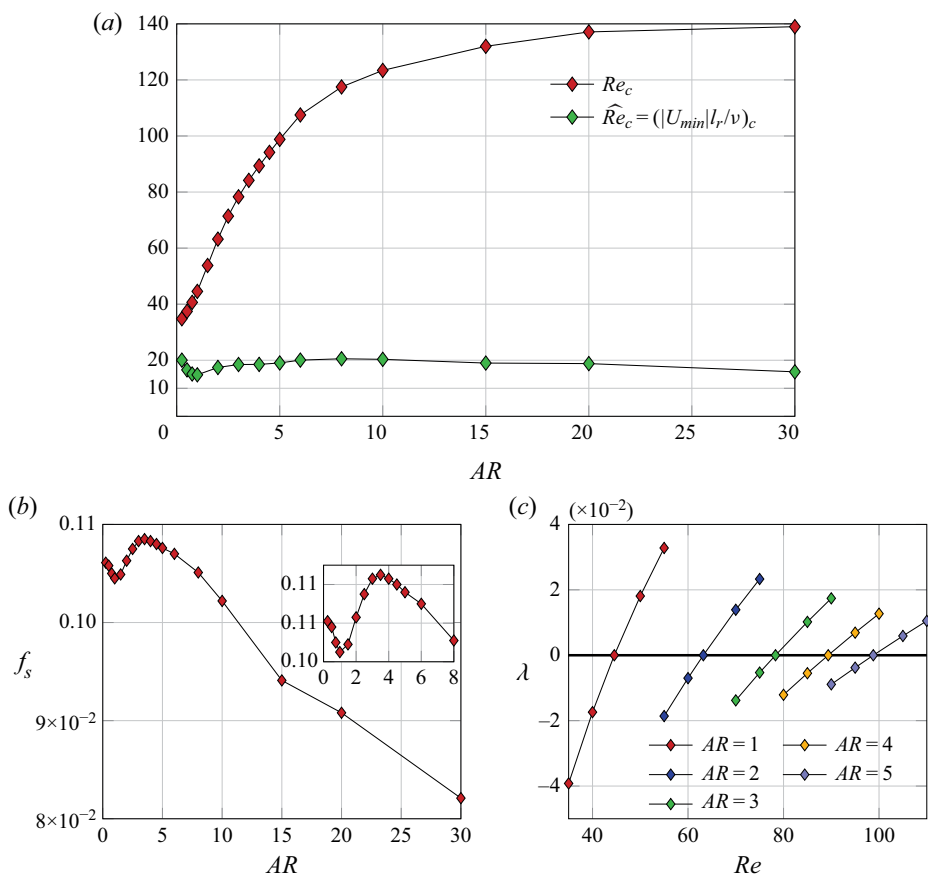 (a)
140
120
100
80
60
40
20
10
0 5 10 15 20 25 30
AR
Re_c
\widehat{Re}_c = (|U_{min}|l_r/ν)_c
(b)
0.11
0.10
9×10⁻²
8×10⁻²
f_s
0 5 10 15 20 25 30
AR
0.11
0.11
0.10
0 2 4 6 8
(c)
(×10⁻²)
4
2
0
−2
−4
λ
40 60 80 100
Re
AR = 1
AR = 2
AR = 3
AR = 4
AR = 5